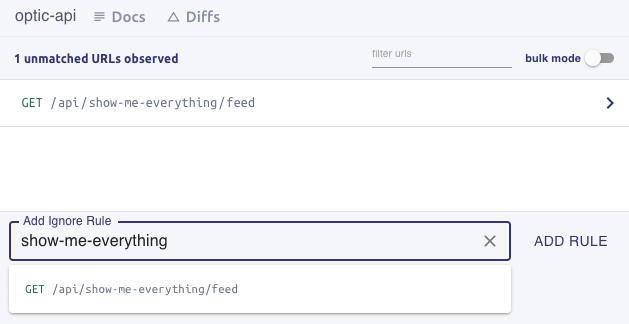 optic-api Docs Diffs
1 unmatched URLs observed filter urls bulk mode
GET /api/show-me-everything/feed
Add Ignore Rule
show-me-everything ADD RULE
GET /api/show-me-everything/feed